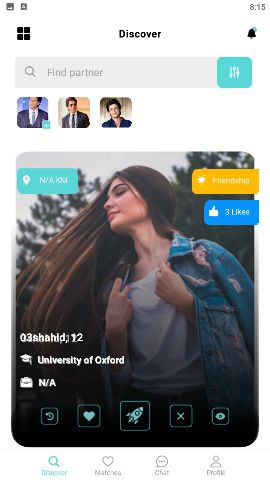 8:15
Discover
Find partner
N/A KM
Friendship
3 Likes
03shahid, 12
University of Oxford
N/A
Discover
Matches
Chat
Profile